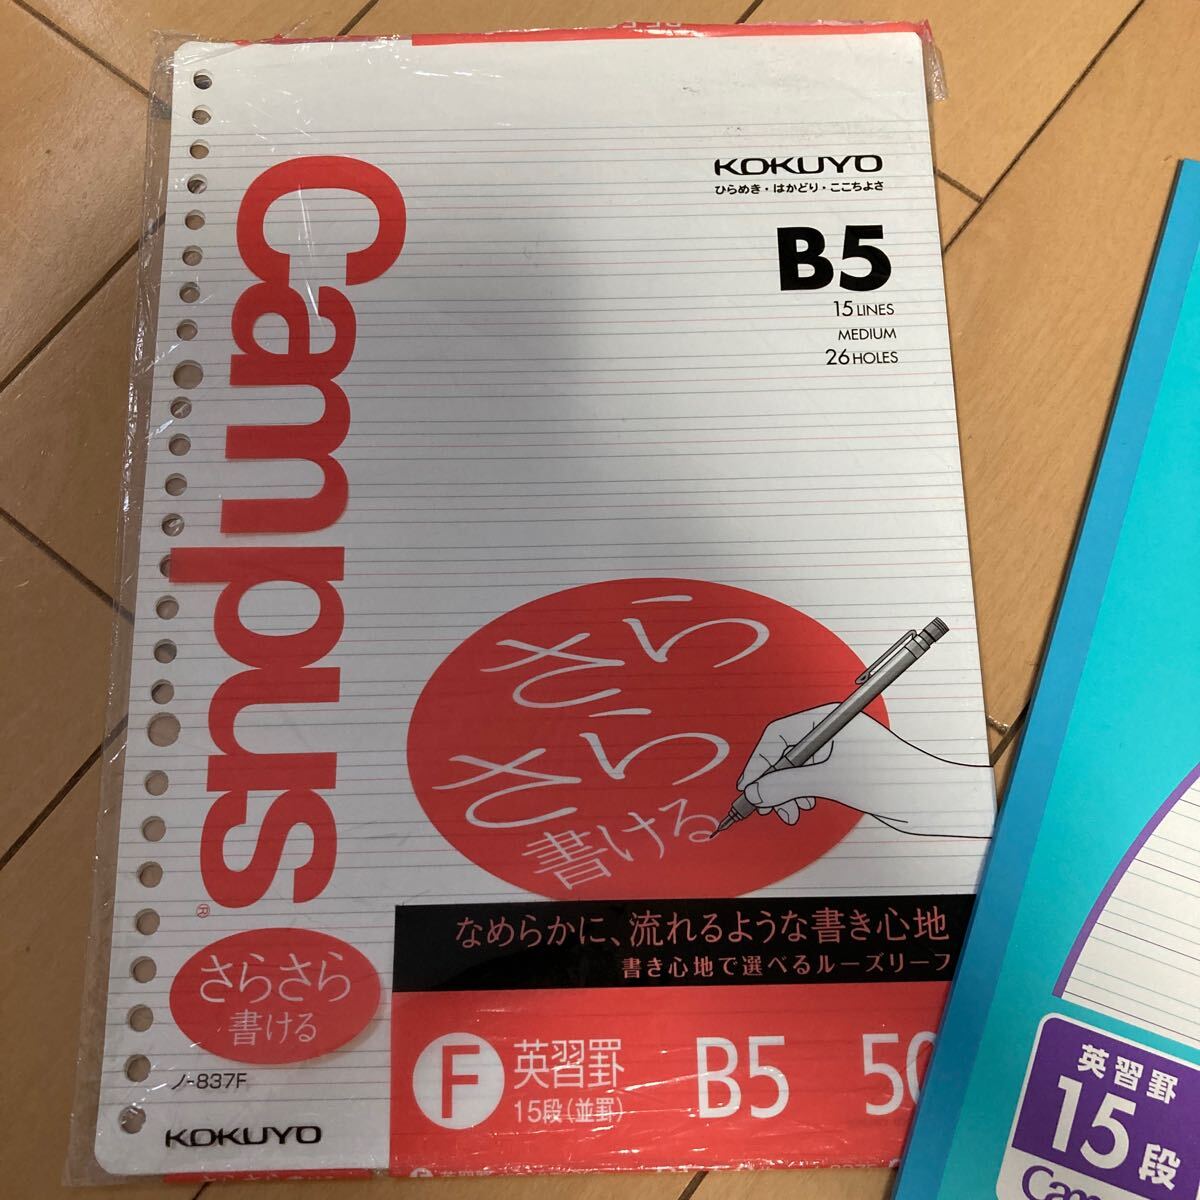 KOKUYO
ひらめき・はかどり・ここちよさ
B5
15 LINES
MEDIUM
26 HOLES
Campus®
さらさら
書ける
さら
さら
書ける
なめらかに、流れるような書き心地
書き心地で選べるルーズリーフ
F
英習罫
15段(並罫)
B5
50
ノ-837F
KOKUYO
英習罫
15段